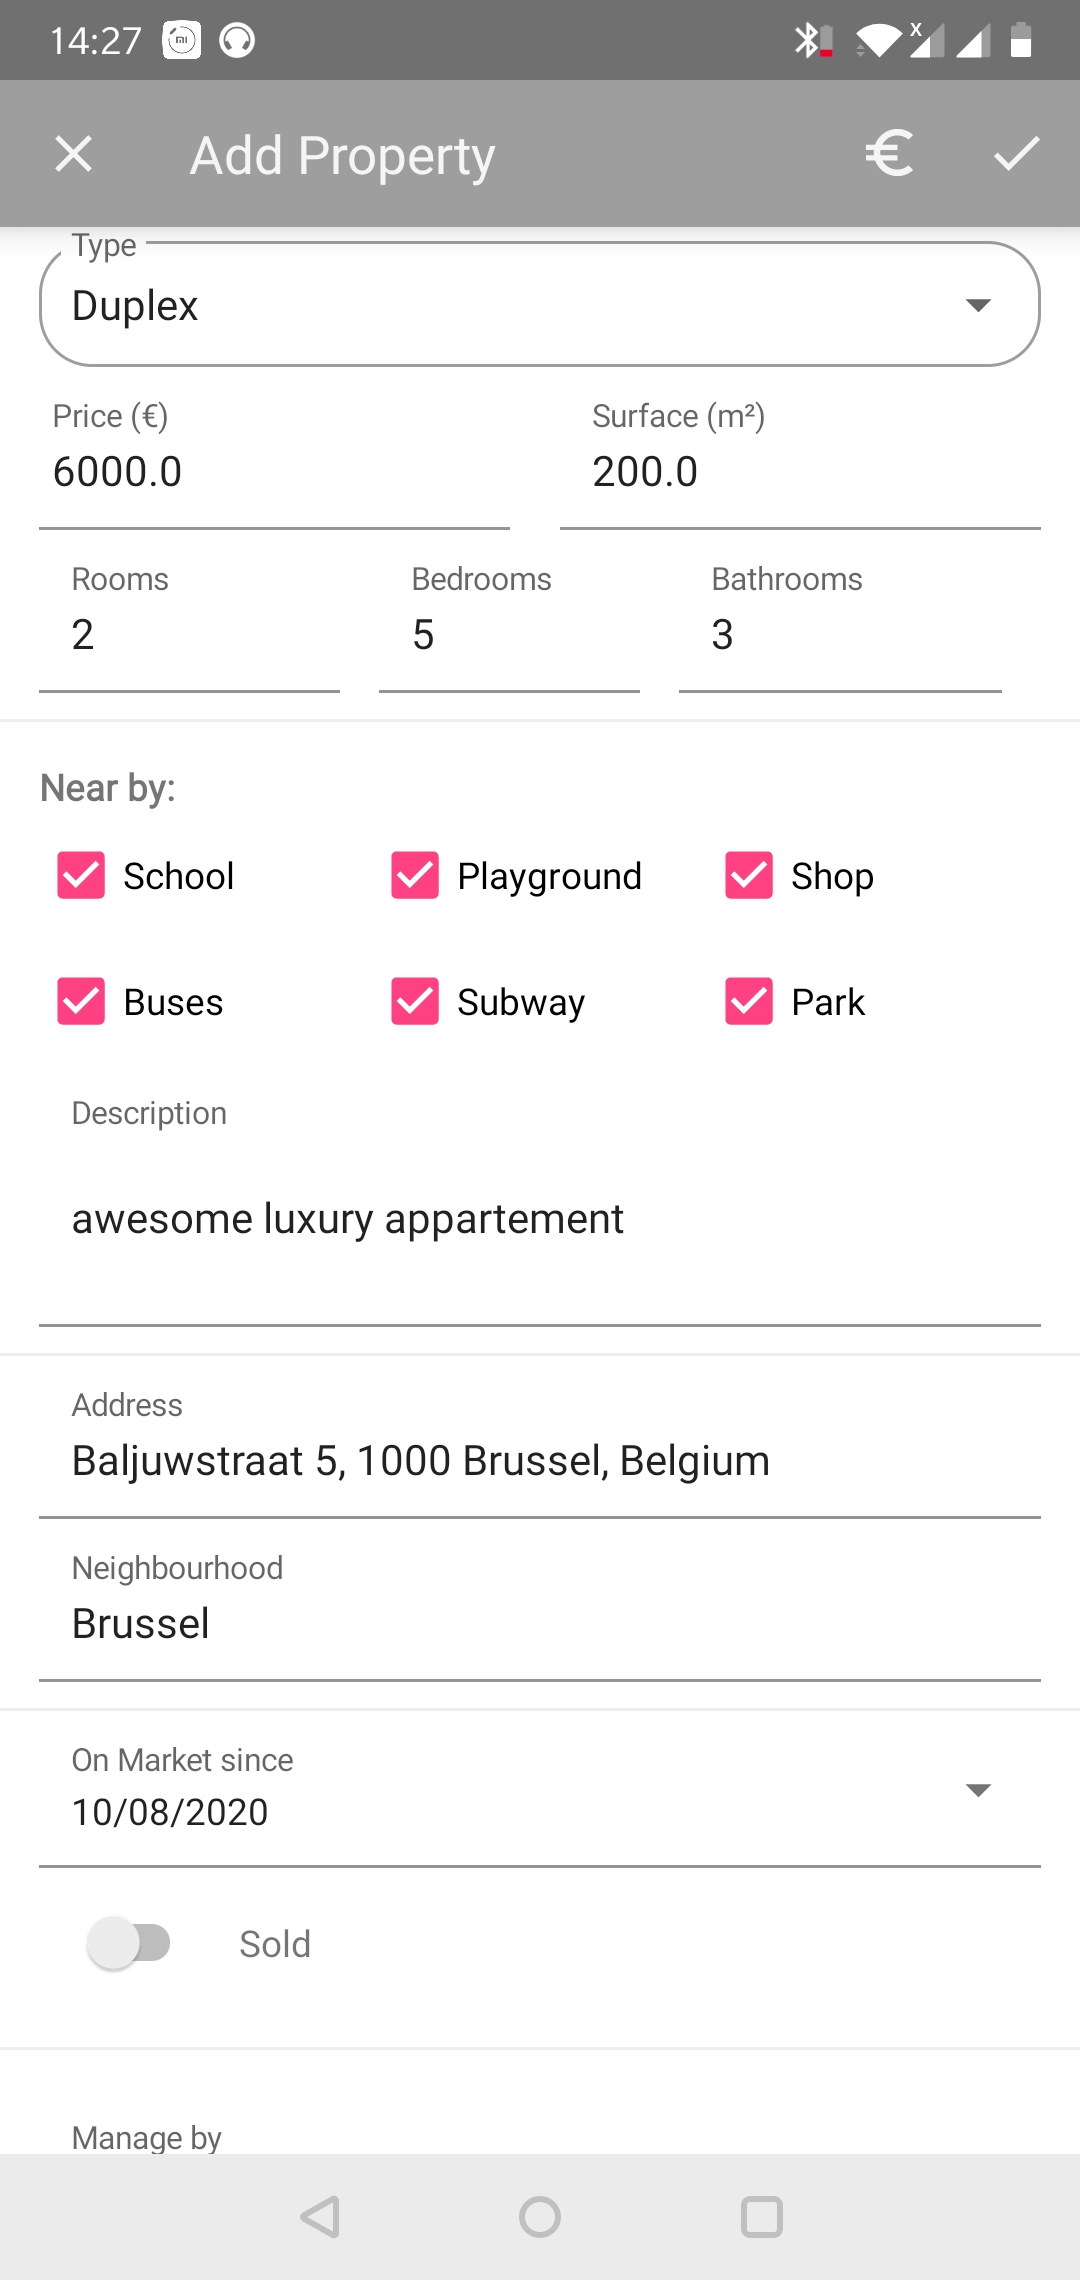 14:27
Add Property €
Type
Duplex
Price (€) Surface (m²)
6000.0 200.0
Rooms Bedrooms Bathrooms
2 5 3
Near by:
School Playground Shop
Buses Subway Park
Description
awesome luxury appartement
Address
Baljuwstraat 5, 1000 Brussel, Belgium
Neighbourhood
Brussel
On Market since
10/08/2020
Sold
Manage by